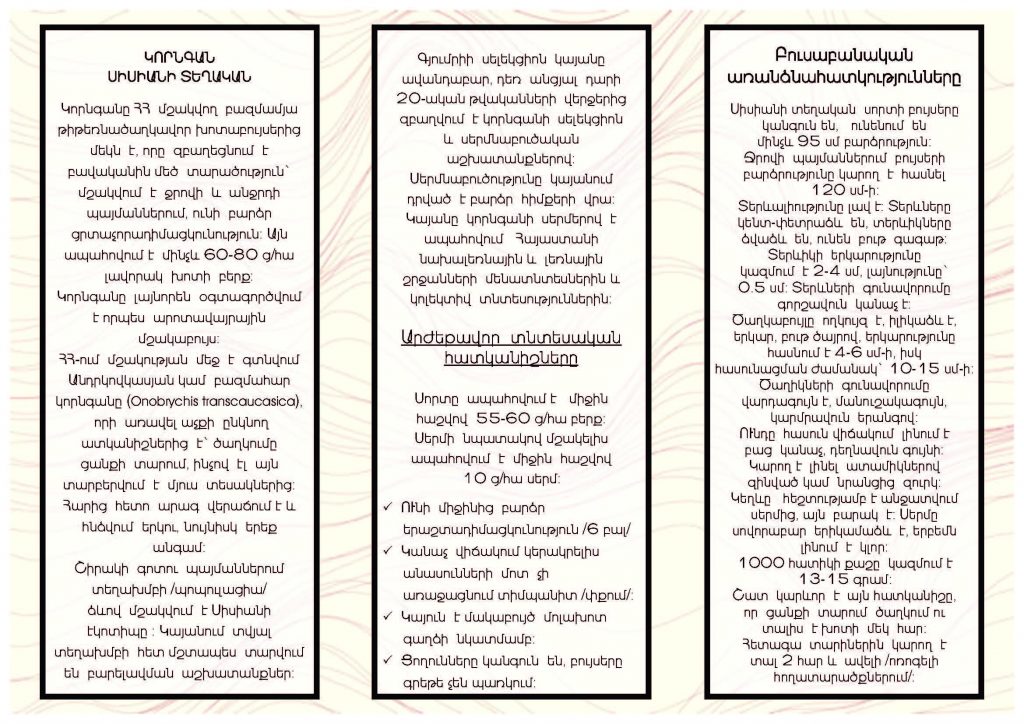 ԿՈՐՆԳԱՆ
ՍԻՍԻԱՆԻ ՏԵՂԱԿԱՆ
Կորնգանը ՀՀ մշակվող բազմամյա
թիթեռնածաղկավոր խոտաբույսերից
մեկն է, որը զբաղեցնում է
բավականին մեծ տարածություն՝
մշակվում է ջրովի և անջրդի
պայմաններում, ունի բարձր
ցրտադիմացկունություն: Այն
ապահովում է մինչև 60-80 ց/հա
լավորակ խոտի բերք:
Կորնգանը լայնորեն օգտագործվում
է որպես արոտավայրային
մշակաբույս:
ՀՀ-ում մշակության մեջ է գտնվում
Անդրկովկասյան կամ բազմահար
կորնգանը (Onobrychis transcaucasica),
որի առավել աչքի ընկնող
ատկանիշներից է՝ ծաղկումը
ցանքի տարում, ինչով էլ այն
տարբերվում է մյուս տեսակներից:
Հարից հետո արագ վերաճում է և
հնձվում երկու, նույնիսկ երեք
անգամ:
Շիրակի գոտու պայմաններում
տեղախմբի /պոպուլացիա/
ձևով մշակվում է Սիսիանի
էկոտիպը : Կայանում տվյալ
տեղախմբի հետ մշտապես տարվում
են բարելավման աշխատանքներ:
Գյումրիի սելեկցիոն կայանը
ավանդաբար, դեռ անցյալ դարի
20-ական թվականների վերջերից
զբաղվում է կորնգանի սելեկցիոն
և սերմնաբուծական
աշխատանքներով:
Սերմնաբուծությունը կայանում
դրված է բարձր հիմքերի վրա:
Կայանը կորնգանի սերմերով է
ապահովում Հայաստանի
նախալեռնային և լեռնային
շրջանների մենատնտեսներին և
կոլեկտիվ տնտեսություններին:
Արժեքավոր տնտեսական
հատկանիշները
Սորտը ապահովում է միջին
հաշվով 55-60 ց/հա բերք:
Սերմի նպատակով մշակելիս
ապահովում է միջին հաշվով
10 ց/հա սերմ:
✓ Ունի միջինից բարձր
երաշտադիմացկունություն /6 բալ/
✓ Կանաչ վիճակում կերակրելիս
անասունների մոտ չի
առաջացնում տիմպանիտ /փքում/:
✓ Կայուն է մակաբույծ մոլախոտ
գաղձի նկատմամբ:
✓ Ցողունները կանգուն են, բույսերը
գրեթե չեն պառկում:
Բուսաբանական
առանձնահատկությունները
Սիսիանի տեղական սորտի բույսերը
կանգուն են, ունենում են
մինչև 95 սմ բարձրություն:
Ջրովի պայմաններում բույսերի
բարձրությունը կարող է հասնել
120 սմ-ի:
Տերևալիությունը լավ է: Տերևները
կենտ-փետրաձև են, տերևիկները
ձվաձև են, ունեն բութ գագաթ:
Տերևիկի երկարությունը
կազմում է 2-4 սմ, լայնությունը՝
0.5 սմ: Տերևների գունավորումը
գորշավուն կանաչ է:
Ծաղկաբույլը ողկույզ է, իլիկաձև է,
երկար, բութ ծայրով, երկարությունը
հասնում է 4-6 սմ-ի, իսկ
հասունացման ժամանակ՝ 10-15 սմ-ի:
Ծաղիկների գունավորումը
վարդագույն է, մանուշակագույն,
կարմրավուն երանգով:
Ունդը հասուն վիճակում լինում է
բաց կանաչ, դեղնավուն գույնի:
Կարող է լինել ատամիկներով
զինված կամ նրանցից զուրկ:
Կեղևը հեշտությամբ է անջատվում
սերմից, այն բարակ է: Սերմը
սովորաբար երիկամաձև է, երբեմն
լինում է կլոր:
1000 հատիկի քաշը կազմում է
13-15 գրամ:
Շատ կարևոր է այն հատկանիշը,
որ ցանքի տարում ծաղկում ու
տալիս է խոտի մեկ հար:
Հետագա տարիներին կարող է
տալ 2 հար և ավելի /ոռոգելի
հողատարածքներում/: